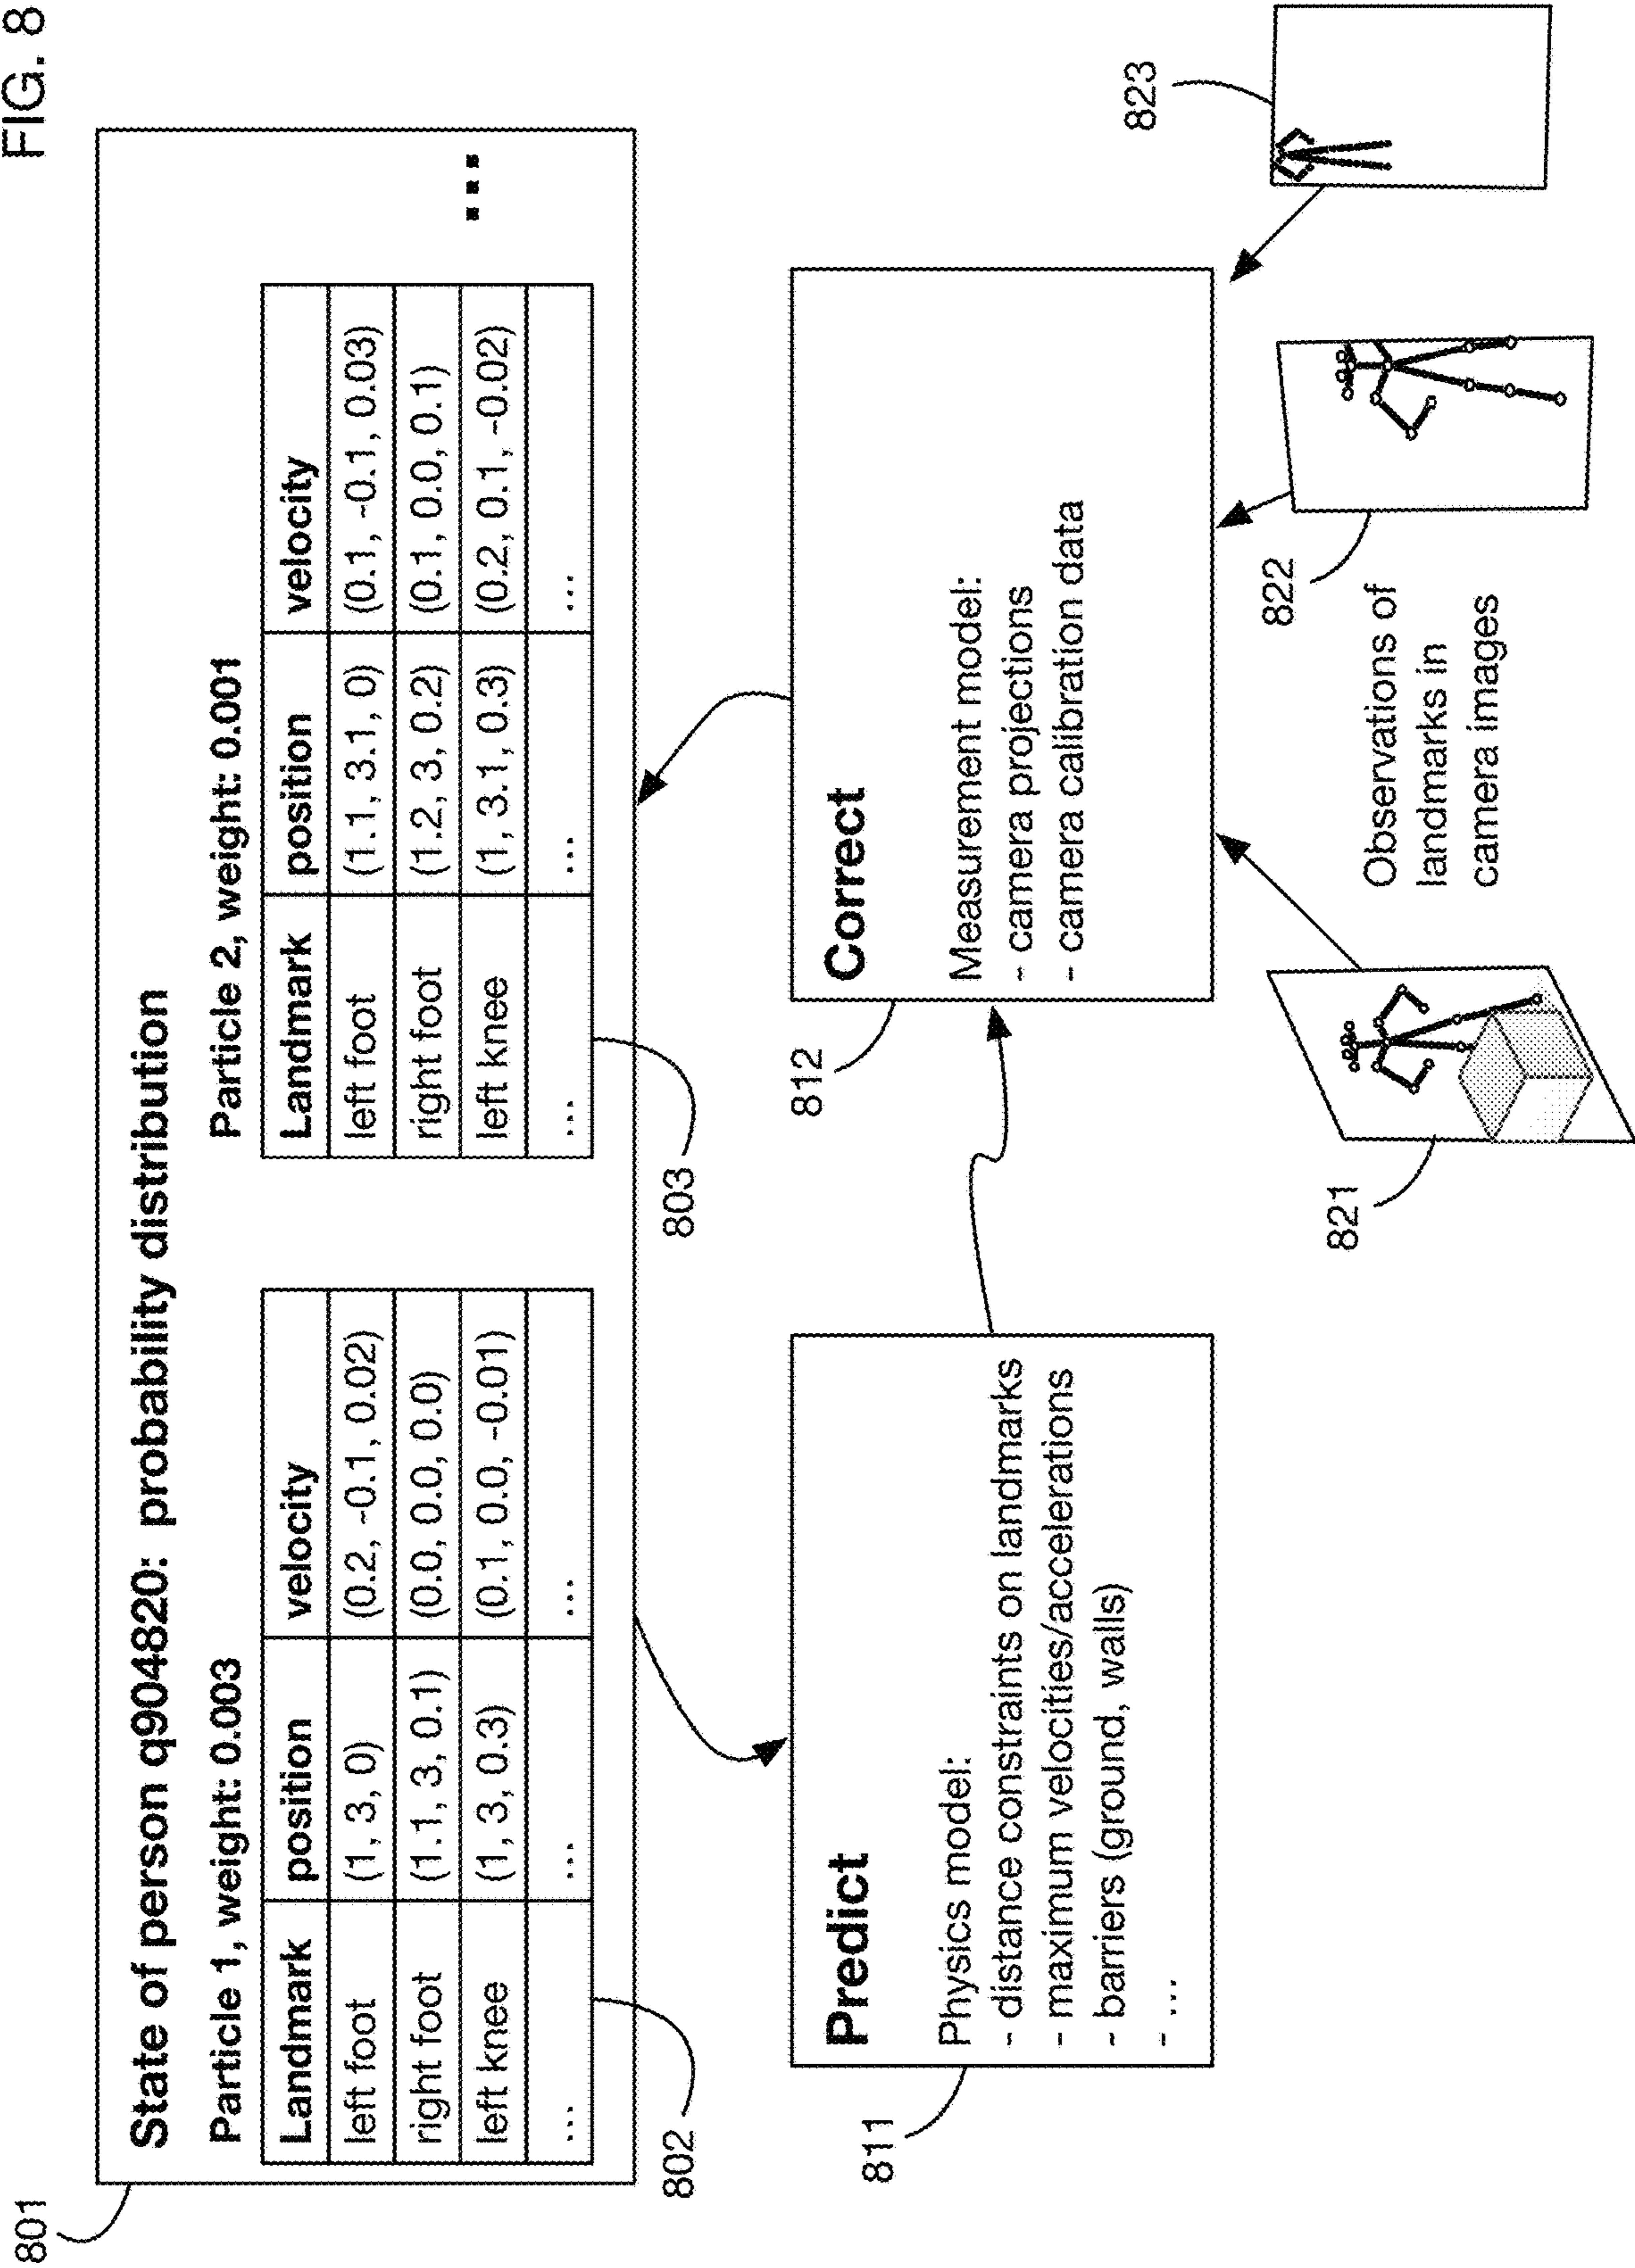 FIG. 8
801
State of person q904820: probability distribution
Particle 1, weight: 0.003
Landmark position velocity
left foot (1, 3, 0) (0.2, -0.1, 0.02)
right foot (1.1, 3, 0.1) (0.0, 0.0, 0.0)
left knee (1, 3, 0.3) (0.1, 0.0, -0.01)
... ... ...
802
Particle 2, weight: 0.001
Landmark position velocity
left foot (1.1, 3.1, 0) (0.1, -0.1, 0.03)
right foot (1.2, 3, 0.2) (0.1, 0.0, 0.1)
left knee (1, 3.1, 0.3) (0.2, 0.1, -0.02)
... ... ...
803
...
811
Predict
Physics model:
- distance constraints on landmarks
- maximum velocities/accelerations
- barriers (ground, walls)
- ...
812
Correct
Measurement model:
- camera projections
- camera calibration data
821
Observations of
landmarks in
camera images
822
823